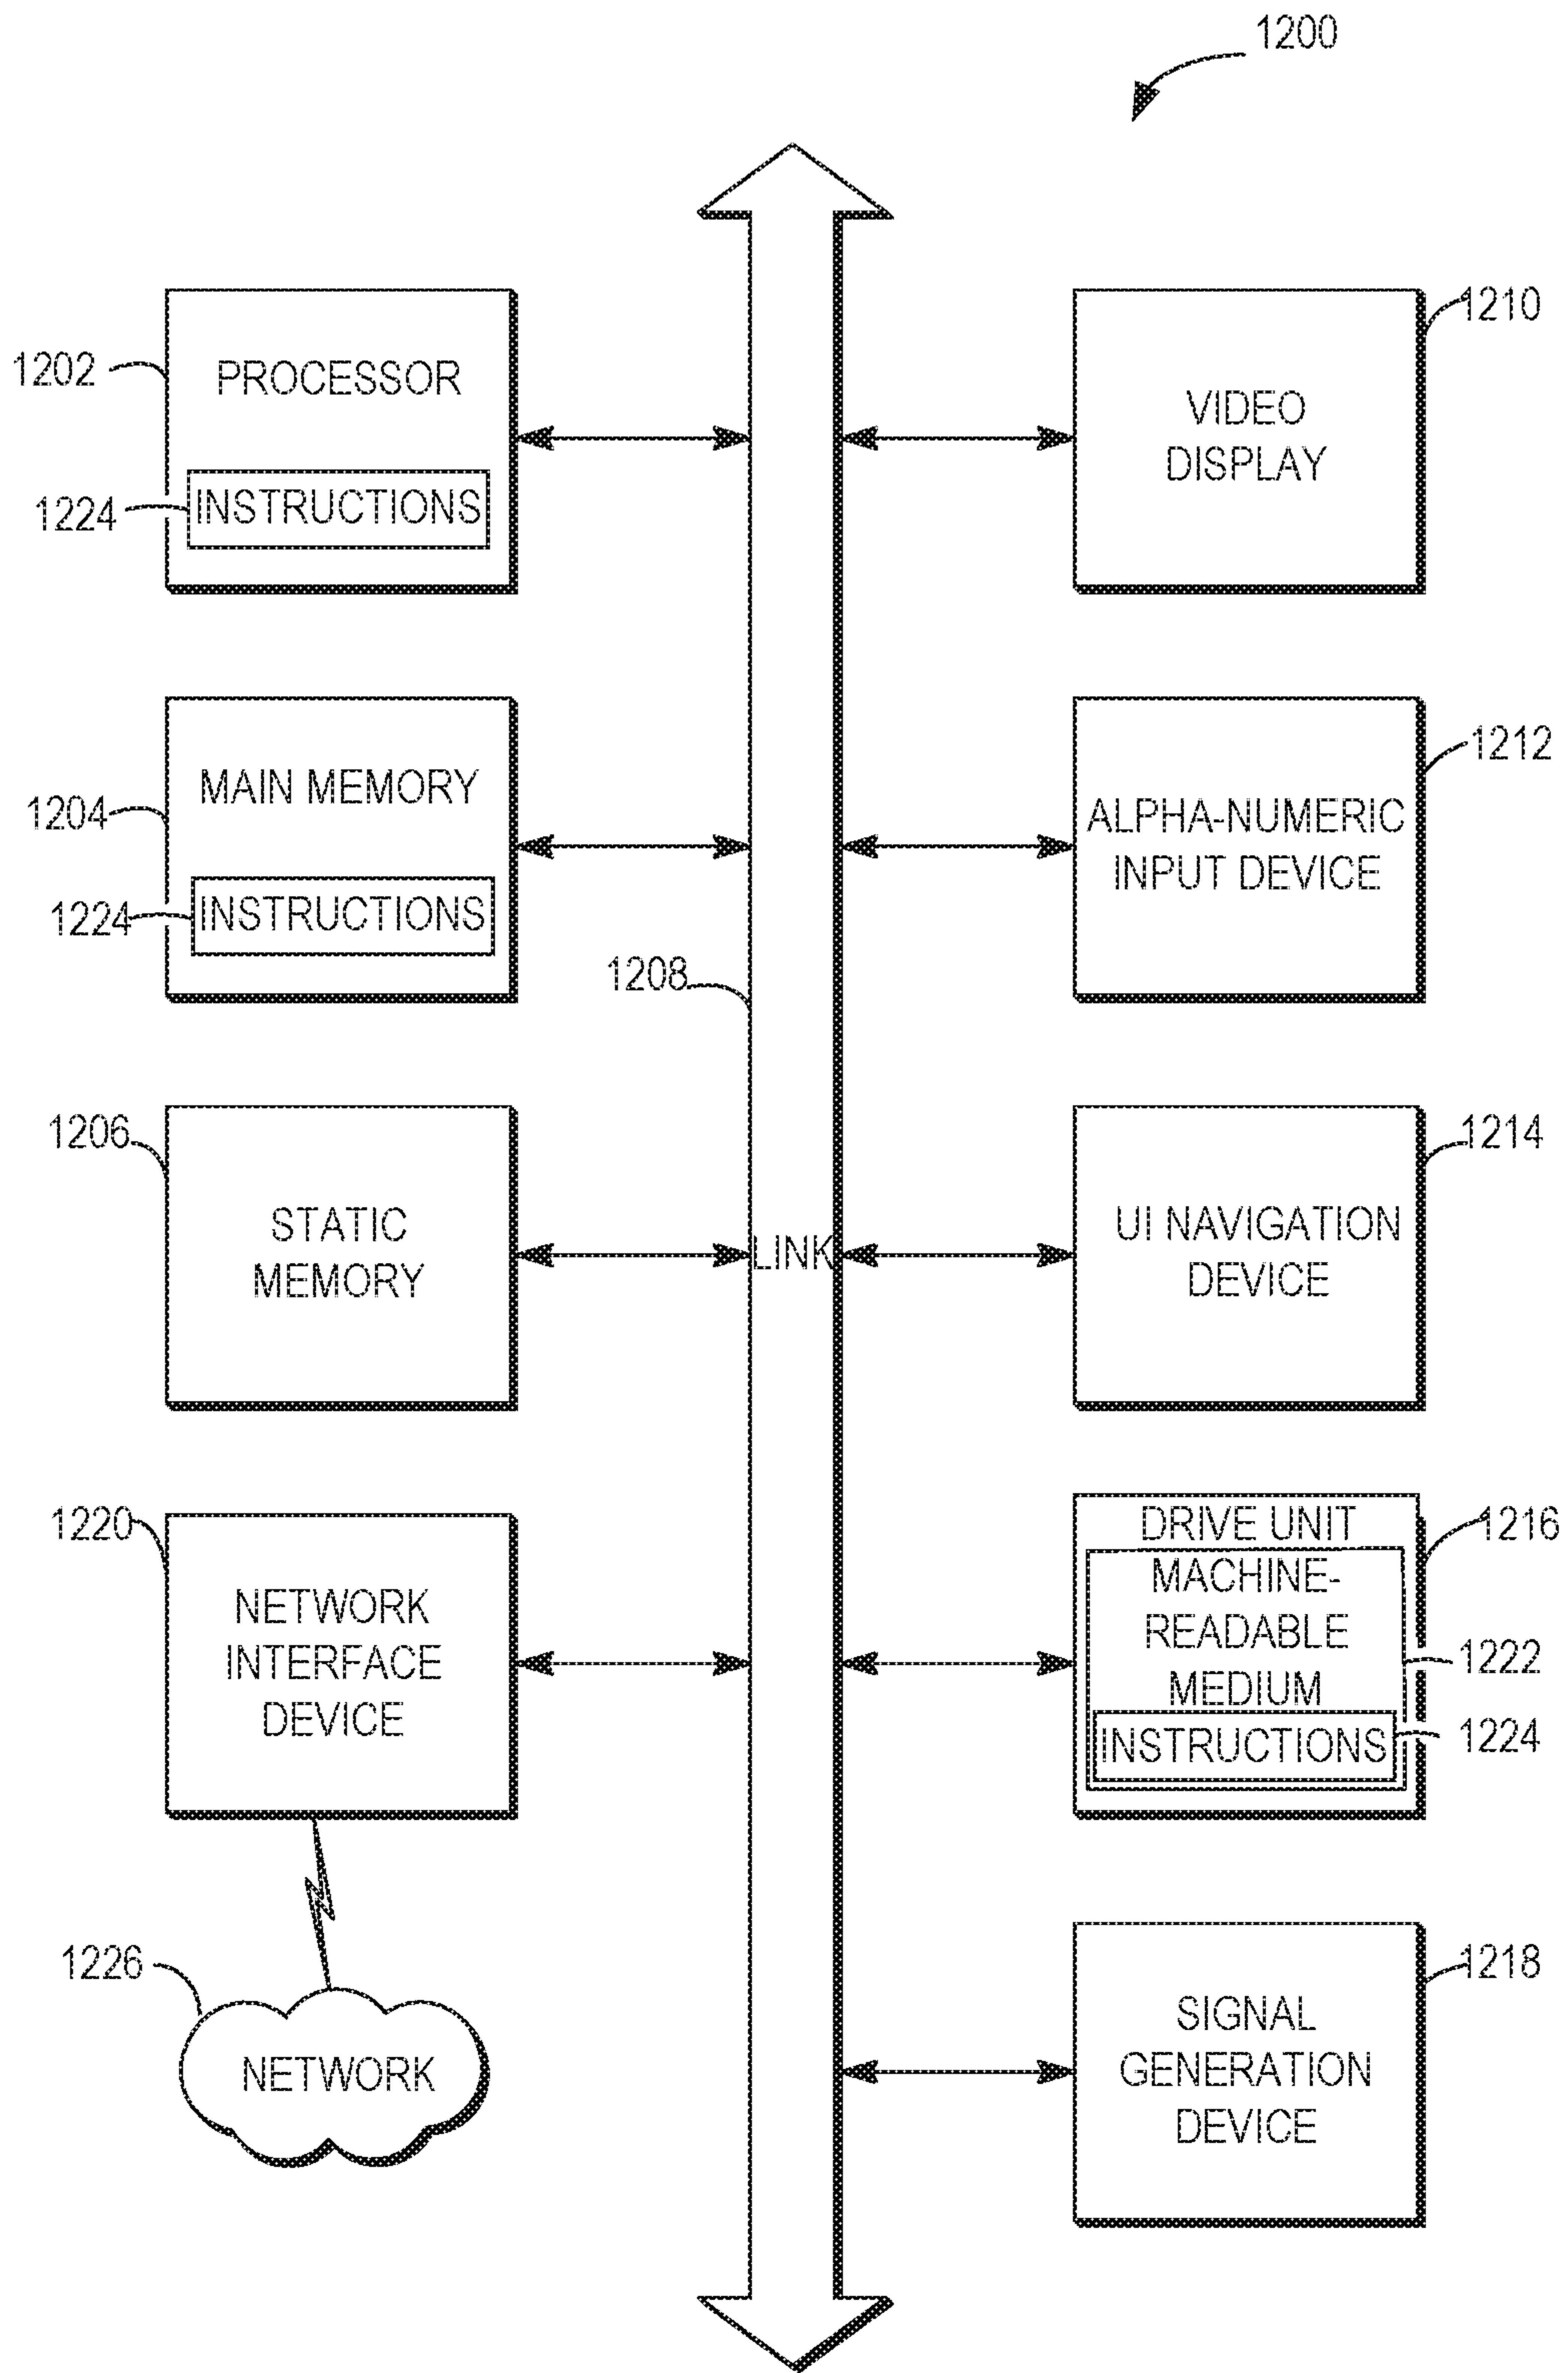 1200
1202
PROCESSOR
1224
INSTRUCTIONS
1204
MAIN MEMORY
1224
INSTRUCTIONS
1206
STATIC
MEMORY
1220
NETWORK
INTERFACE
DEVICE
1226
NETWORK
1208
LINK
1210
VIDEO
DISPLAY
1212
ALPHA-NUMERIC
INPUT DEVICE
1214
UI NAVIGATION
DEVICE
1216
DRIVE UNIT
MACHINE-
READABLE
MEDIUM
1222
INSTRUCTIONS
1224
1218
SIGNAL
GENERATION
DEVICE